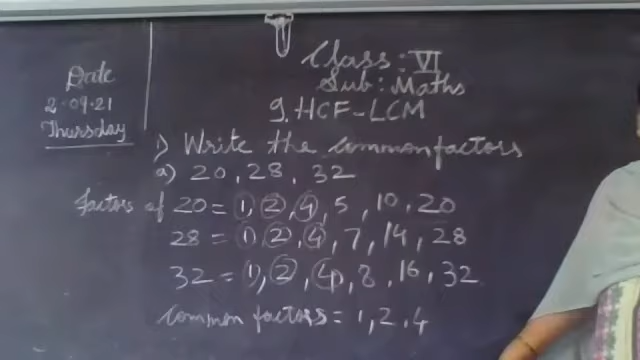 Class: VI
Sub: Maths
9. HCF-LCM
Date
2.09.21
Thursday
1) Write the common factors
a) 20, 28, 32
Factors of 20 = 1, 2, 4, 5, 10, 20
28 = 1, 2, 4, 7, 14, 28
32 = 1, 2, 4, 8, 16, 32
Common factors = 1, 2, 4